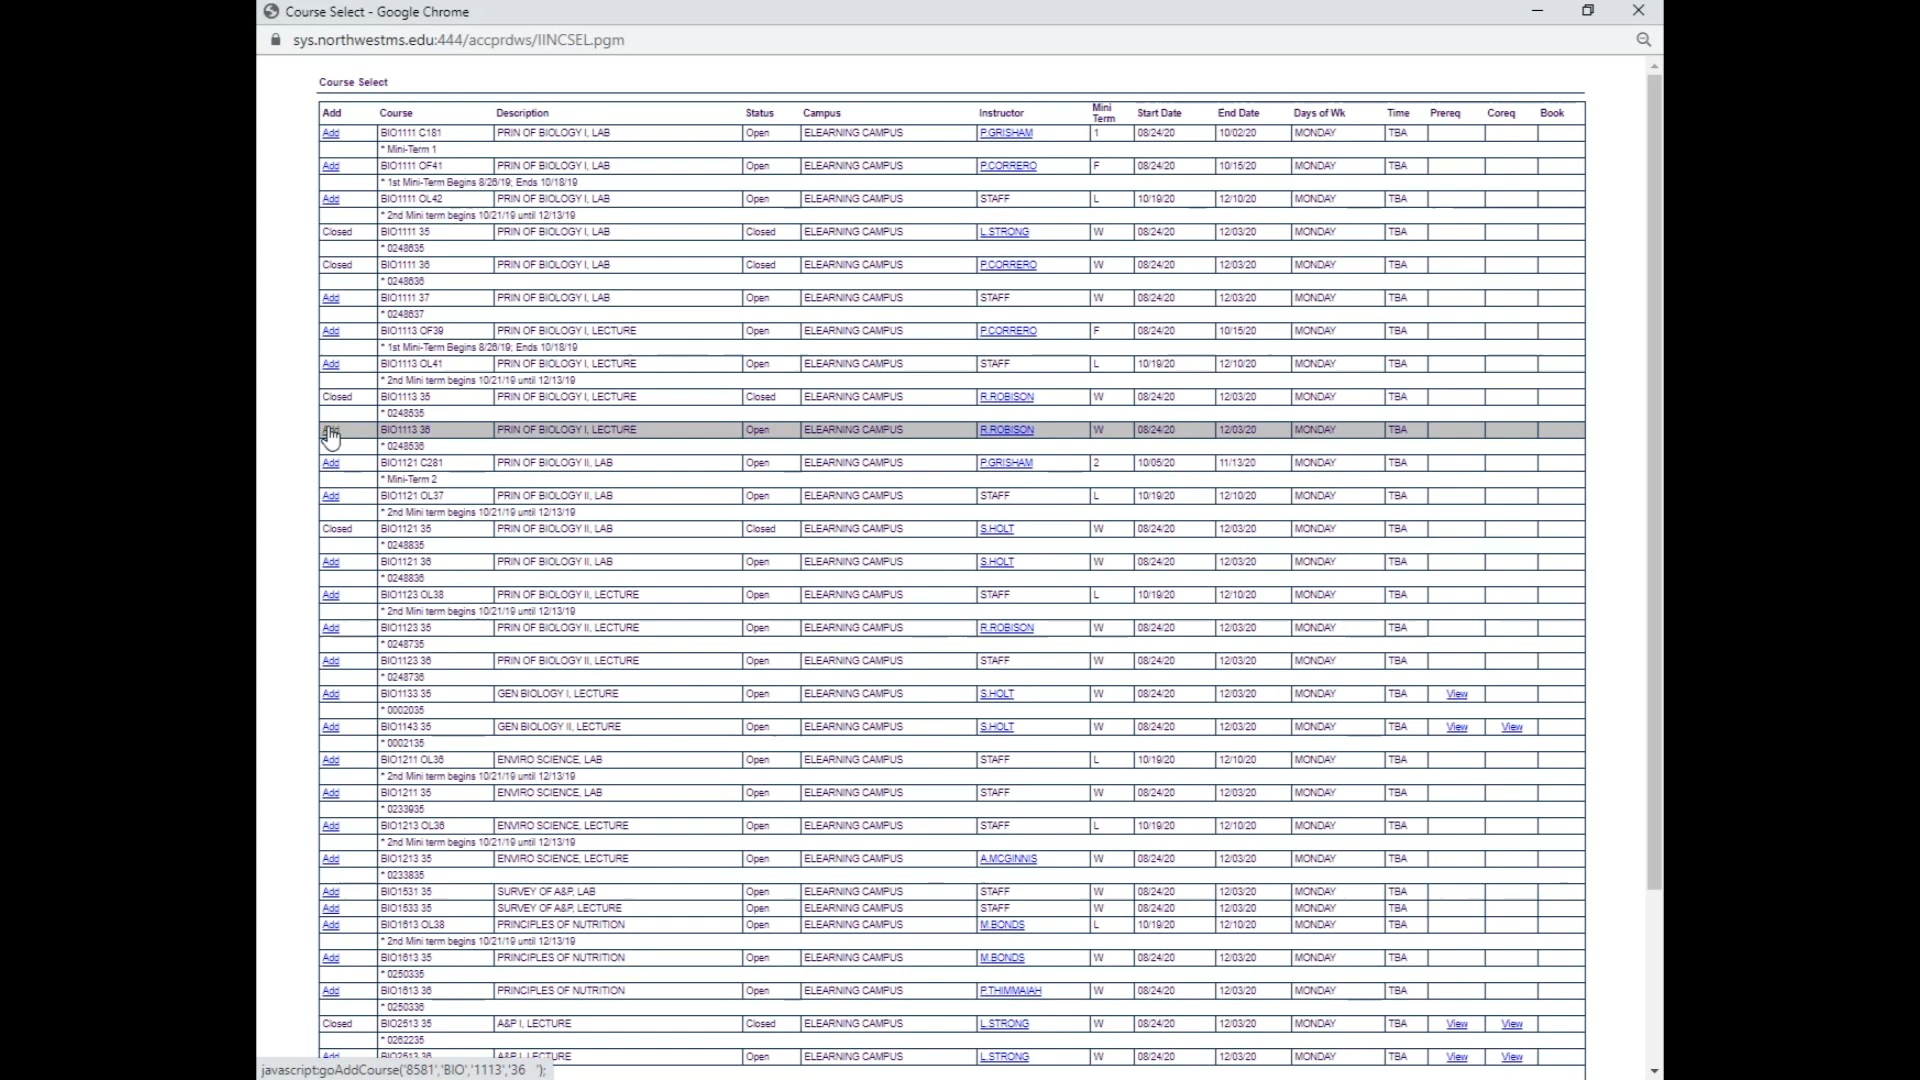 Course Select - Google Chrome
sys.northwestms.edu:444/accprdws/IINCSEL.pgm
Course Select
Add Course Description Status Campus Instructor Mini Term Start Date End Date Days of Wk Time Prereq Coreq Book
Add BIO1111 C181 PRIN OF BIOLOGY I, LAB Open ELEARNING CAMPUS P.GRISHAM 1 08/24/20 10/02/20 MONDAY TBA
* Mini-Term 1
Add BIO1111 OF41 PRIN OF BIOLOGY I, LAB Open ELEARNING CAMPUS P.CORRERO F 08/24/20 10/15/20 MONDAY TBA
* 1st Mini-Term Begins 8/26/19; Ends 10/18/19
Add BIO1111 OL42 PRIN OF BIOLOGY I, LAB Open ELEARNING CAMPUS STAFF L 10/19/20 12/10/20 MONDAY TBA
* 2nd Mini term begins 10/21/19 until 12/13/19
Closed BIO1111 35 PRIN OF BIOLOGY I, LAB Closed ELEARNING CAMPUS L.STRONG W 08/24/20 12/03/20 MONDAY TBA
* 0248635
Closed BIO1111 36 PRIN OF BIOLOGY I, LAB Closed ELEARNING CAMPUS P.CORRERO W 08/24/20 12/03/20 MONDAY TBA
* 0248636
Add BIO1111 37 PRIN OF BIOLOGY I, LAB Open ELEARNING CAMPUS STAFF W 08/24/20 12/03/20 MONDAY TBA
* 0248637
Add BIO1113 OF39 PRIN OF BIOLOGY I, LECTURE Open ELEARNING CAMPUS P.CORRERO F 08/24/20 10/15/20 MONDAY TBA
* 1st Mini-Term Begins 8/26/19; Ends 10/18/19
Add BIO1113 OL41 PRIN OF BIOLOGY I, LECTURE Open ELEARNING CAMPUS STAFF L 10/19/20 12/10/20 MONDAY TBA
* 2nd Mini term begins 10/21/19 until 12/13/19
Closed BIO1113 35 PRIN OF BIOLOGY I, LECTURE Closed ELEARNING CAMPUS R.ROBISON W 08/24/20 12/03/20 MONDAY TBA
* 0248535
BIO1113 36 PRIN OF BIOLOGY I, LECTURE Open ELEARNING CAMPUS R.ROBISON W 08/24/20 12/03/20 MONDAY TBA
* 0248536
Add BIO1121 C281 PRIN OF BIOLOGY II, LAB Open ELEARNING CAMPUS P.GRISHAM 2 10/05/20 11/13/20 MONDAY TBA
* Mini-Term 2
Add BIO1121 OL37 PRIN OF BIOLOGY II, LAB Open ELEARNING CAMPUS STAFF L 10/19/20 12/10/20 MONDAY TBA
* 2nd Mini term begins 10/21/19 until 12/13/19
Closed BIO1121 35 PRIN OF BIOLOGY II, LAB Closed ELEARNING CAMPUS S.HOLT W 08/24/20 12/03/20 MONDAY TBA
* 0248835
Add BIO1121 36 PRIN OF BIOLOGY II, LAB Open ELEARNING CAMPUS S.HOLT W 08/24/20 12/03/20 MONDAY TBA
* 0248836
Add BIO1123 OL38 PRIN OF BIOLOGY II, LECTURE Open ELEARNING CAMPUS STAFF L 10/19/20 12/10/20 MONDAY TBA
* 2nd Mini term begins 10/21/19 until 12/13/19
Add BIO1123 35 PRIN OF BIOLOGY II, LECTURE Open ELEARNING CAMPUS R.ROBISON W 08/24/20 12/03/20 MONDAY TBA
* 0248735
Add BIO1123 36 PRIN OF BIOLOGY II, LECTURE Open ELEARNING CAMPUS STAFF W 08/24/20 12/03/20 MONDAY TBA
* 0248736
Add BIO1133 35 GEN BIOLOGY I, LECTURE Open ELEARNING CAMPUS S.HOLT W 08/24/20 12/03/20 MONDAY TBA View
* 0002035
Add BIO1143 35 GEN BIOLOGY II, LECTURE Open ELEARNING CAMPUS S.HOLT W 08/24/20 12/03/20 MONDAY TBA View View
* 0002135
Add BIO1211 OL36 ENVIRO SCIENCE, LAB Open ELEARNING CAMPUS STAFF L 10/19/20 12/10/20 MONDAY TBA
* 2nd Mini term begins 10/21/19 until 12/13/19
Add BIO1211 35 ENVIRO SCIENCE, LAB Open ELEARNING CAMPUS STAFF W 08/24/20 12/03/20 MONDAY TBA
* 0233935
Add BIO1213 OL36 ENVIRO SCIENCE, LECTURE Open ELEARNING CAMPUS STAFF L 10/19/20 12/10/20 MONDAY TBA
* 2nd Mini term begins 10/21/19 until 12/13/19
Add BIO1213 35 ENVIRO SCIENCE, LECTURE Open ELEARNING CAMPUS A.MCGINNIS W 08/24/20 12/03/20 MONDAY TBA
* 0233835
Add BIO1531 35 SURVEY OF A&P, LAB Open ELEARNING CAMPUS STAFF W 08/24/20 12/03/20 MONDAY TBA
Add BIO1533 35 SURVEY OF A&P, LECTURE Open ELEARNING CAMPUS STAFF W 08/24/20 12/03/20 MONDAY TBA
Add BIO1613 OL38 PRINCIPLES OF NUTRITION Open ELEARNING CAMPUS M.BONDS L 10/19/20 12/10/20 MONDAY TBA
* 2nd Mini term begins 10/21/19 until 12/13/19
Add BIO1613 35 PRINCIPLES OF NUTRITION Open ELEARNING CAMPUS M.BONDS W 08/24/20 12/03/20 MONDAY TBA
* 0250335
Add BIO1613 36 PRINCIPLES OF NUTRITION Open ELEARNING CAMPUS P.THIMMAIAH W 08/24/20 12/03/20 MONDAY TBA
* 0250336
Closed BIO2513 35 A&P I, LECTURE Closed ELEARNING CAMPUS L.STRONG W 08/24/20 12/03/20 MONDAY TBA View View
* 0262235
Add BIO2513 36 A&P I, LECTURE Open ELEARNING CAMPUS L.STRONG W 08/24/20 12/03/20 MONDAY TBA View View
javascript:goAddCourse('8581','BIO','1113','36 ');